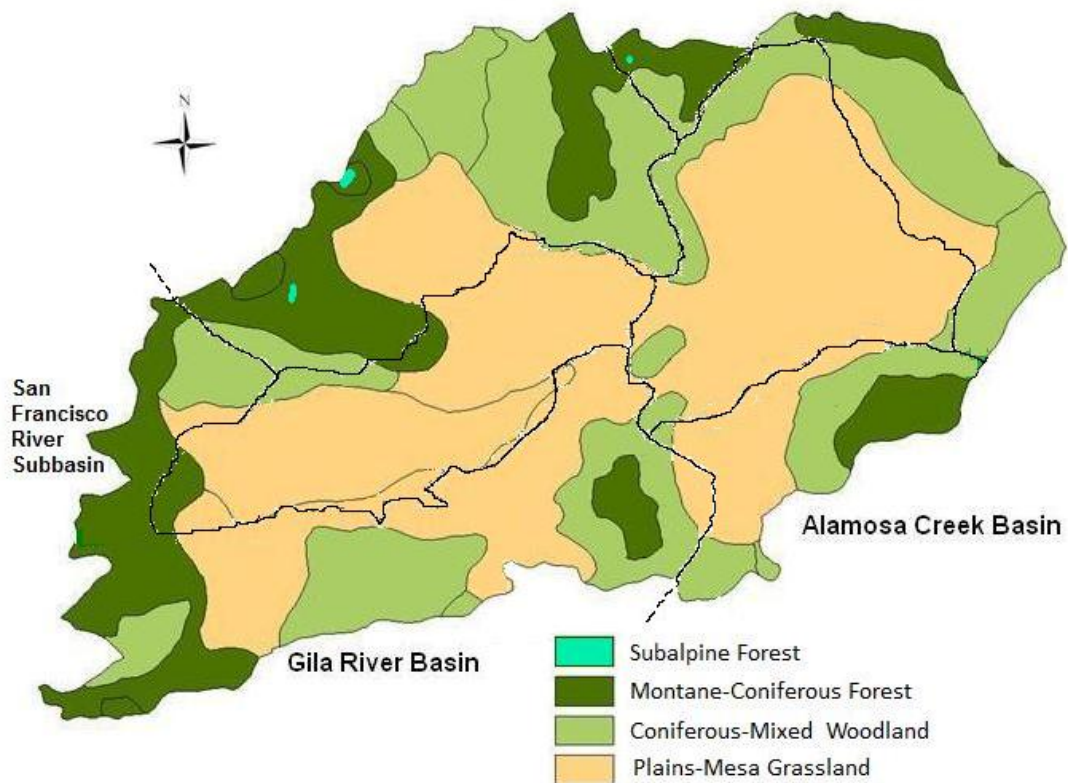 N
San
Francisco
River
Subbasin
Alamosa Creek Basin
Gila River Basin
Subalpine Forest
Montane-Coniferous Forest
Coniferous-Mixed Woodland
Plains-Mesa Grassland